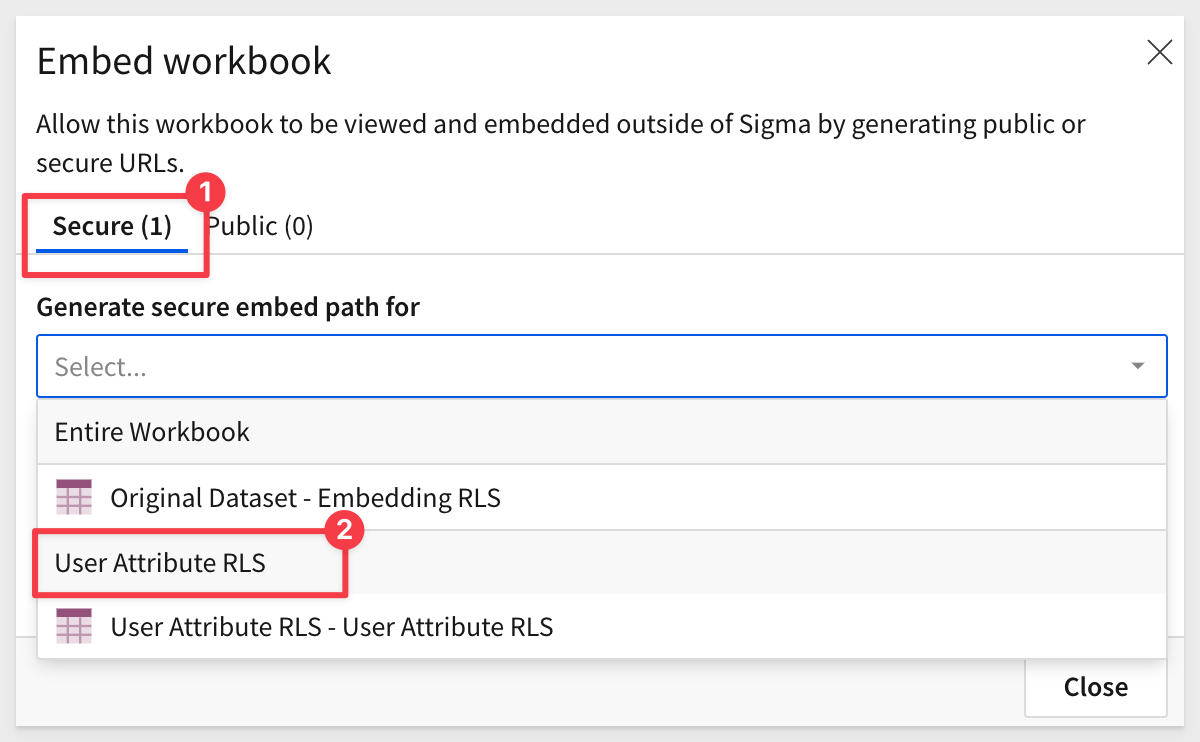 Embed workbook
Allow this workbook to be viewed and embedded outside of Sigma by generating public or
secure URLs.
1
Secure (1) Public (0)
Generate secure embed path for
Select...
Entire Workbook
Original Dataset - Embedding RLS
2
User Attribute RLS
User Attribute RLS - User Attribute RLS
Close